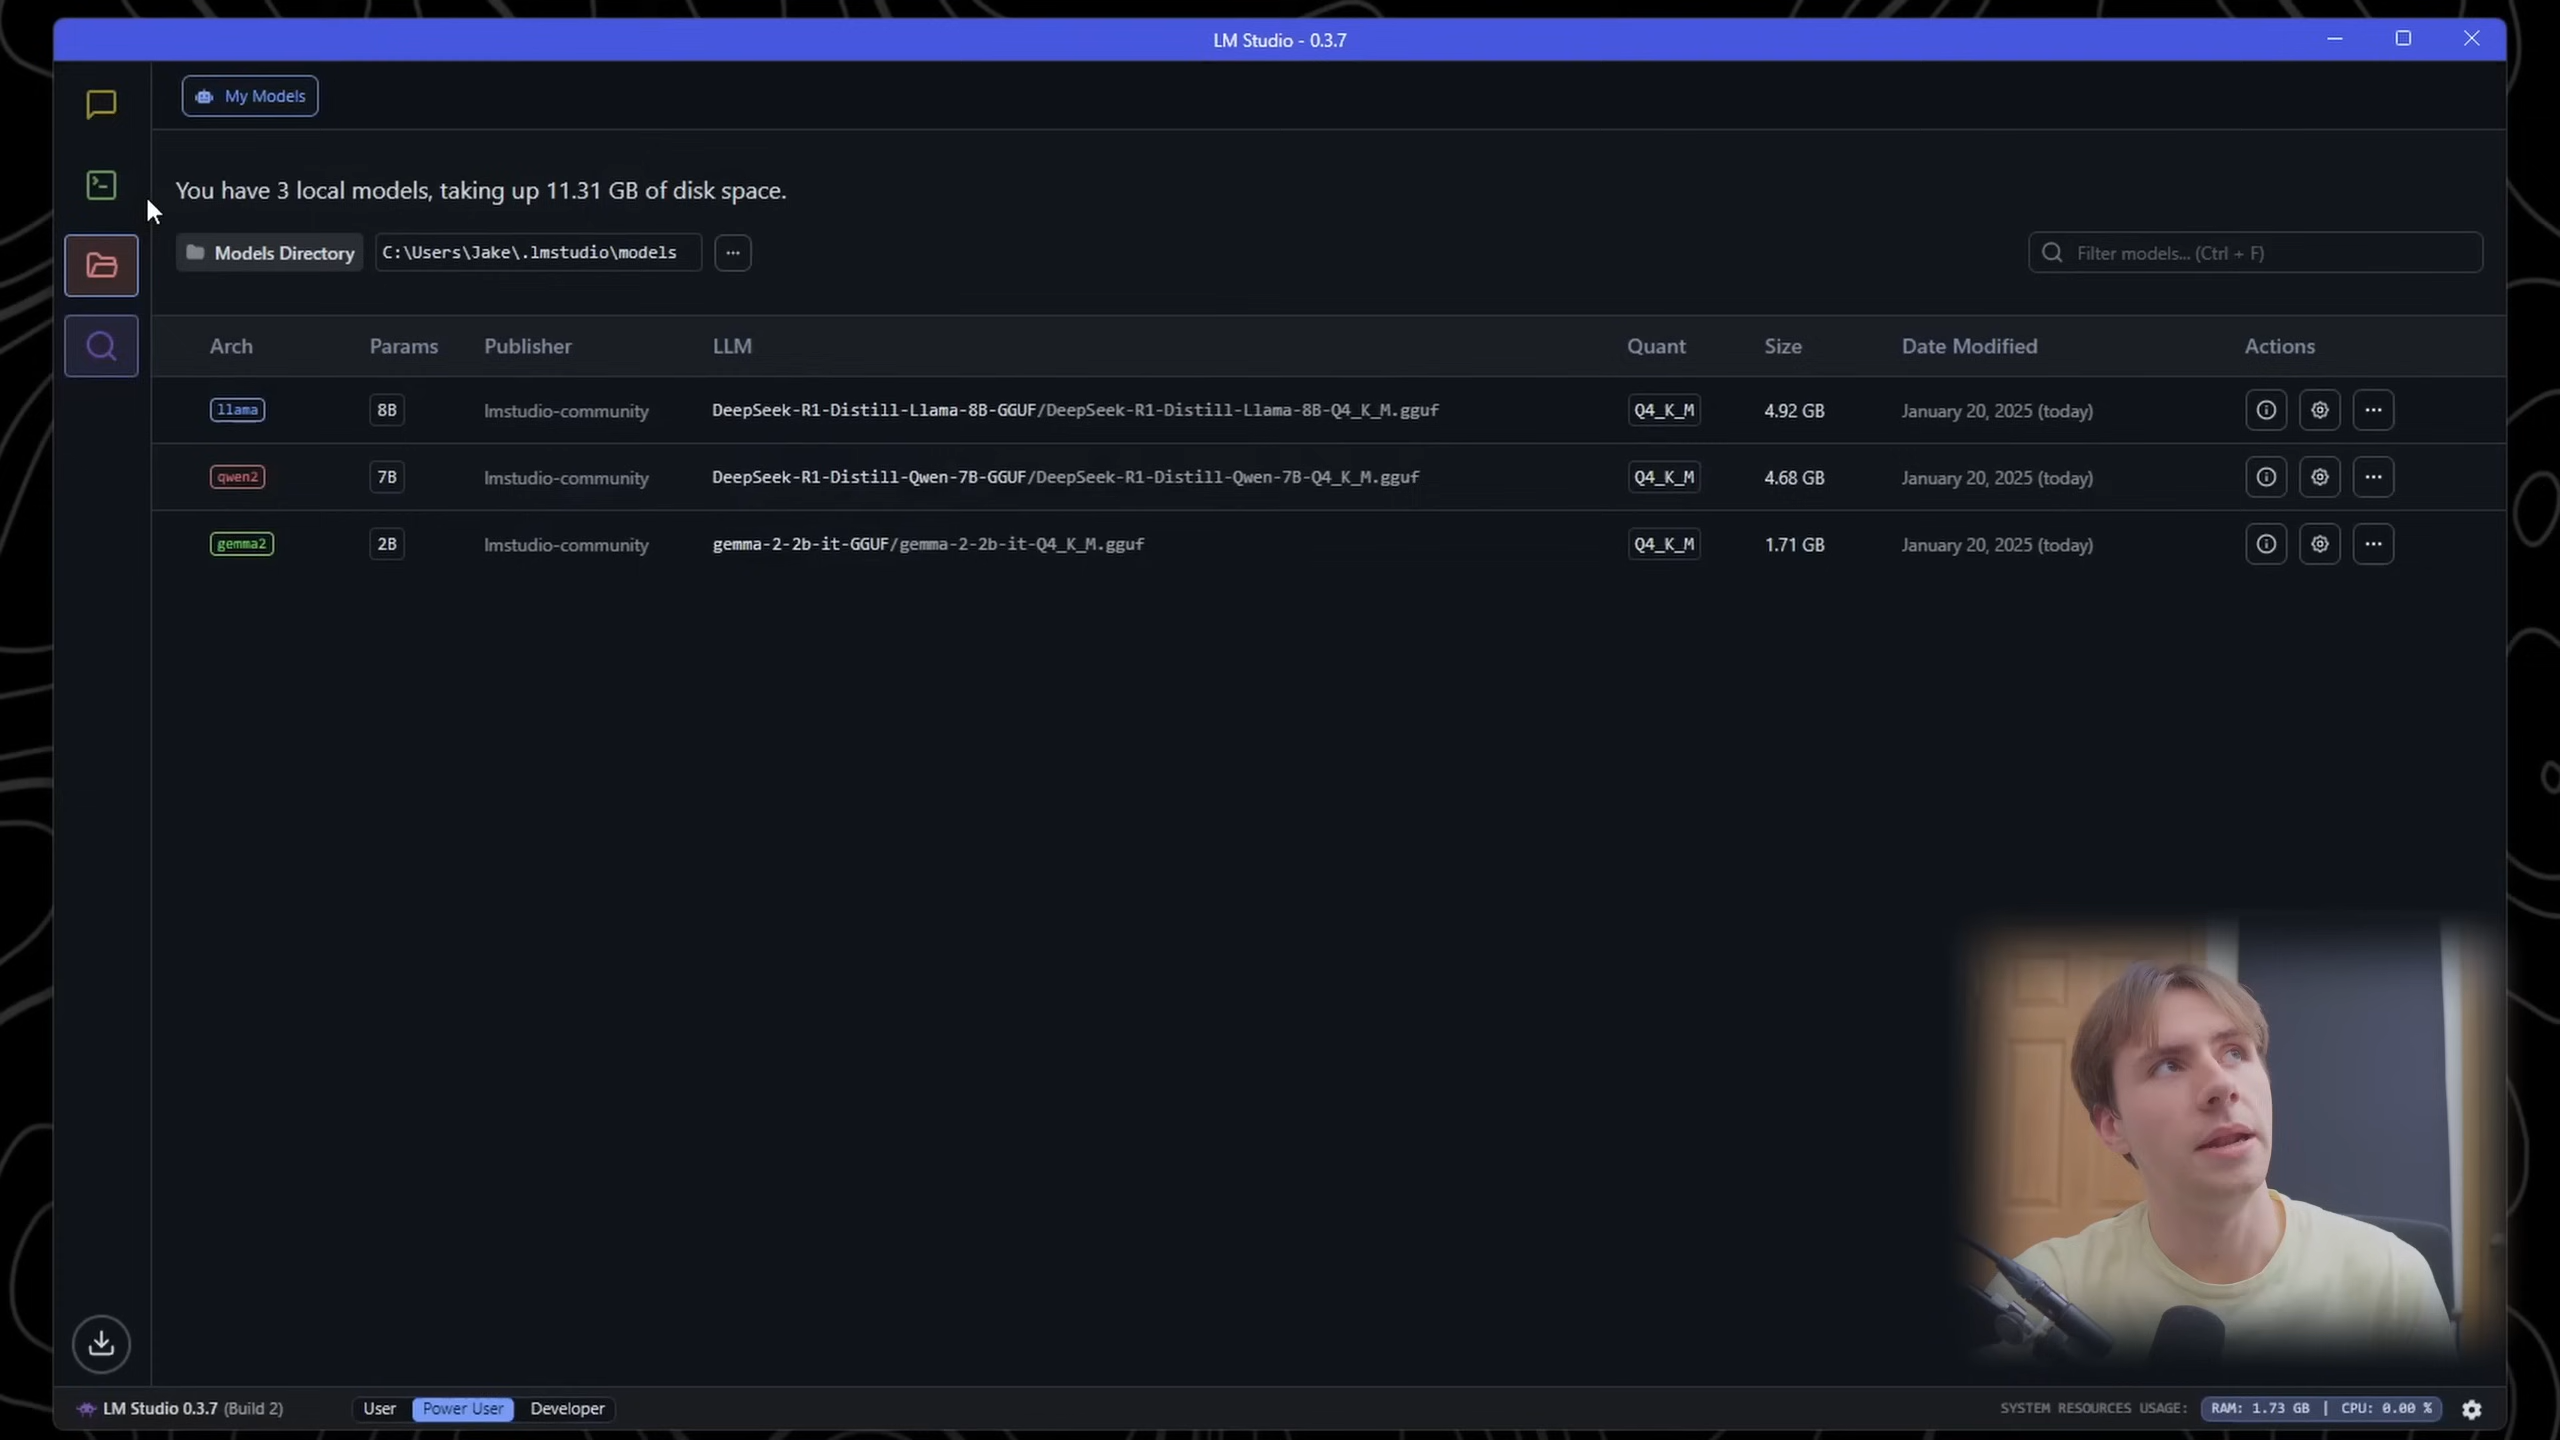 LM Studio - 0.3.7
My Models
You have 3 local models, taking up 11.31 GB of disk space.
Models Directory C:\Users\Jake\.lmstudio\models ... Filter models... (Ctrl + F)
Arch Params Publisher LLM Quant Size Date Modified Actions
llama 8B lmstudio-community DeepSeek-R1-Distill-Llama-8B-GGUF/DeepSeek-R1-Distill-Llama-8B-Q4_K_M.gguf Q4_K_M 4.92 GB January 20, 2025 (today) ...
qwen2 7B lmstudio-community DeepSeek-R1-Distill-Qwen-7B-GGUF/DeepSeek-R1-Distill-Qwen-7B-Q4_K_M.gguf Q4_K_M 4.68 GB January 20, 2025 (today) ...
gemma2 2B lmstudio-community gemma-2-2b-it-GGUF/gemma-2-2b-it-Q4_K_M.gguf Q4_K_M 1.71 GB January 20, 2025 (today) ...
LM Studio 0.3.7 (Build 2) User Power User Developer SYSTEM RESOURCES USAGE: RAM: 1.73 GB | CPU: 0.00 %